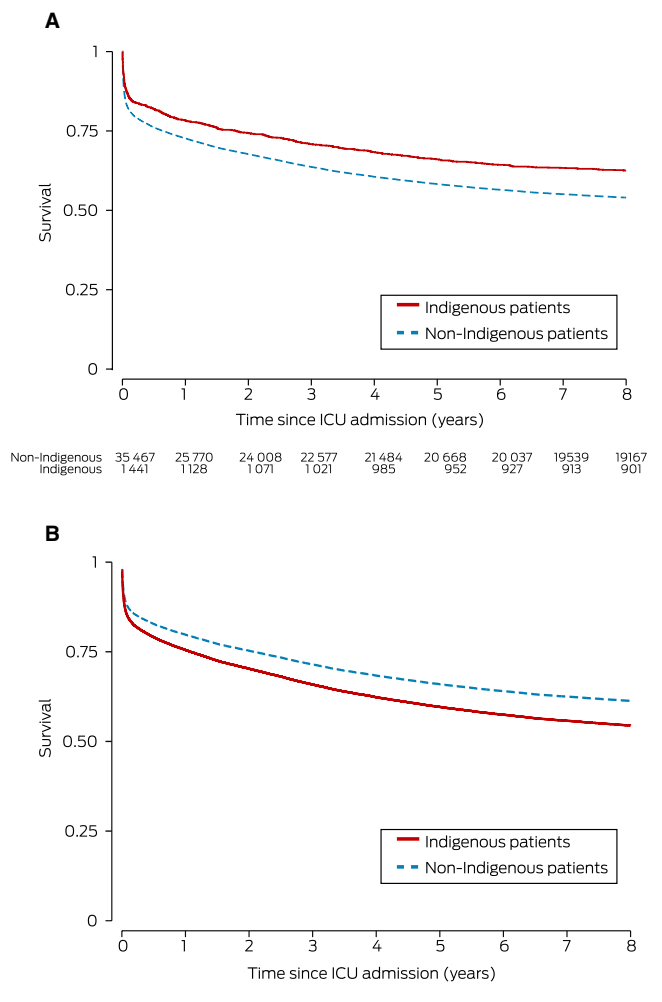 A
1
0.75
0.50
0.25
0
Survival
Indigenous patients
Non-Indigenous patients
0 1 2 3 4 5 6 7 8
Time since ICU admission (years)
Non-Indigenous 35 467 25 770 24 008 22 577 21 484 20 668 20 037 19539 19167
Indigenous 1 441 1 128 1 071 1 021 985 952 927 913 901
B
1
0.75
0.50
0.25
0
Survival
Indigenous patients
Non-Indigenous patients
0 1 2 3 4 5 6 7 8
Time since ICU admission (years)